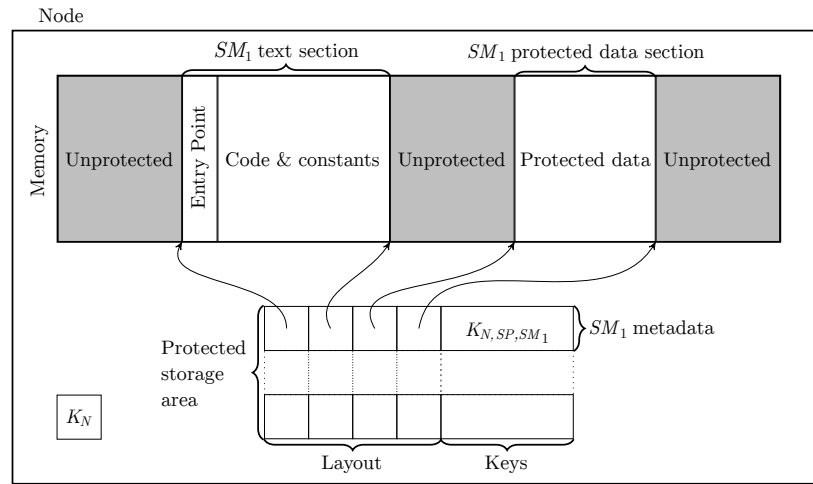 Node
SM₁ text section
SM₁ protected data section
Memory
Unprotected
Entry Point
Code & constants
Unprotected
Protected data
Unprotected
K_{N,SP,SM₁}
SM₁ metadata
Protected
storage
area
K_N
Layout
Keys